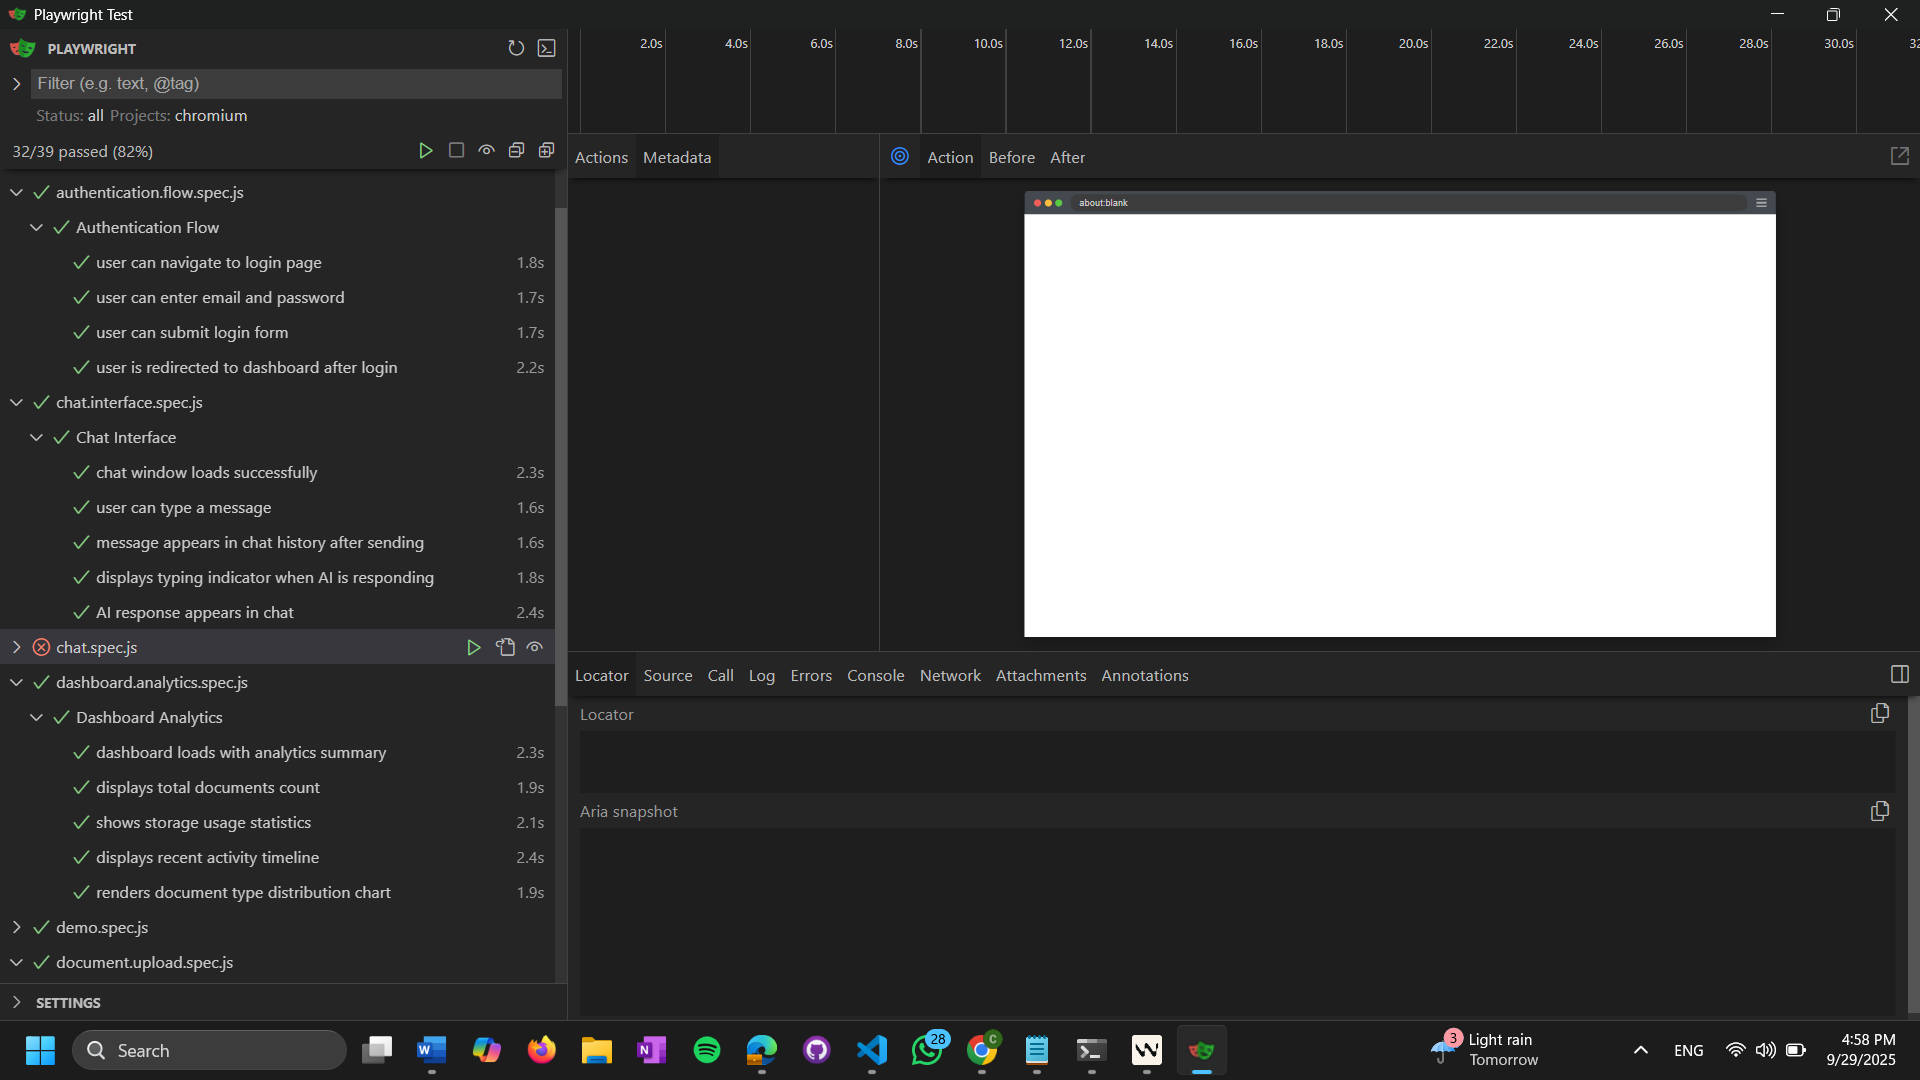 Playwright Test
PLAYWRIGHT
Filter (e.g. text, @tag)
Status: all Projects: chromium
32/39 passed (82%)
authentication.flow.spec.js
Authentication Flow
user can navigate to login page 1.8s
user can enter email and password 1.7s
user can submit login form 1.7s
user is redirected to dashboard after login 2.2s
chat.interface.spec.js
Chat Interface
chat window loads successfully 2.3s
user can type a message 1.6s
message appears in chat history after sending 1.6s
displays typing indicator when AI is responding 1.8s
AI response appears in chat 2.4s
chat.spec.js
dashboard.analytics.spec.js
Dashboard Analytics
dashboard loads with analytics summary 2.3s
displays total documents count 1.9s
shows storage usage statistics 2.1s
displays recent activity timeline 2.4s
renders document type distribution chart 1.9s
demo.spec.js
document.upload.spec.js
SETTINGS
2.0s 4.0s 6.0s 8.0s 10.0s 12.0s 14.0s 16.0s 18.0s 20.0s 22.0s 24.0s 26.0s 28.0s 30.0s 32
Actions Metadata
Action Before After
about:blank
Locator Source Call Log Errors Console Network Attachments Annotations
Locator
Aria snapshot
Search
28
C
3
Light rain
Tomorrow
ENG
4:58 PM
9/29/2025